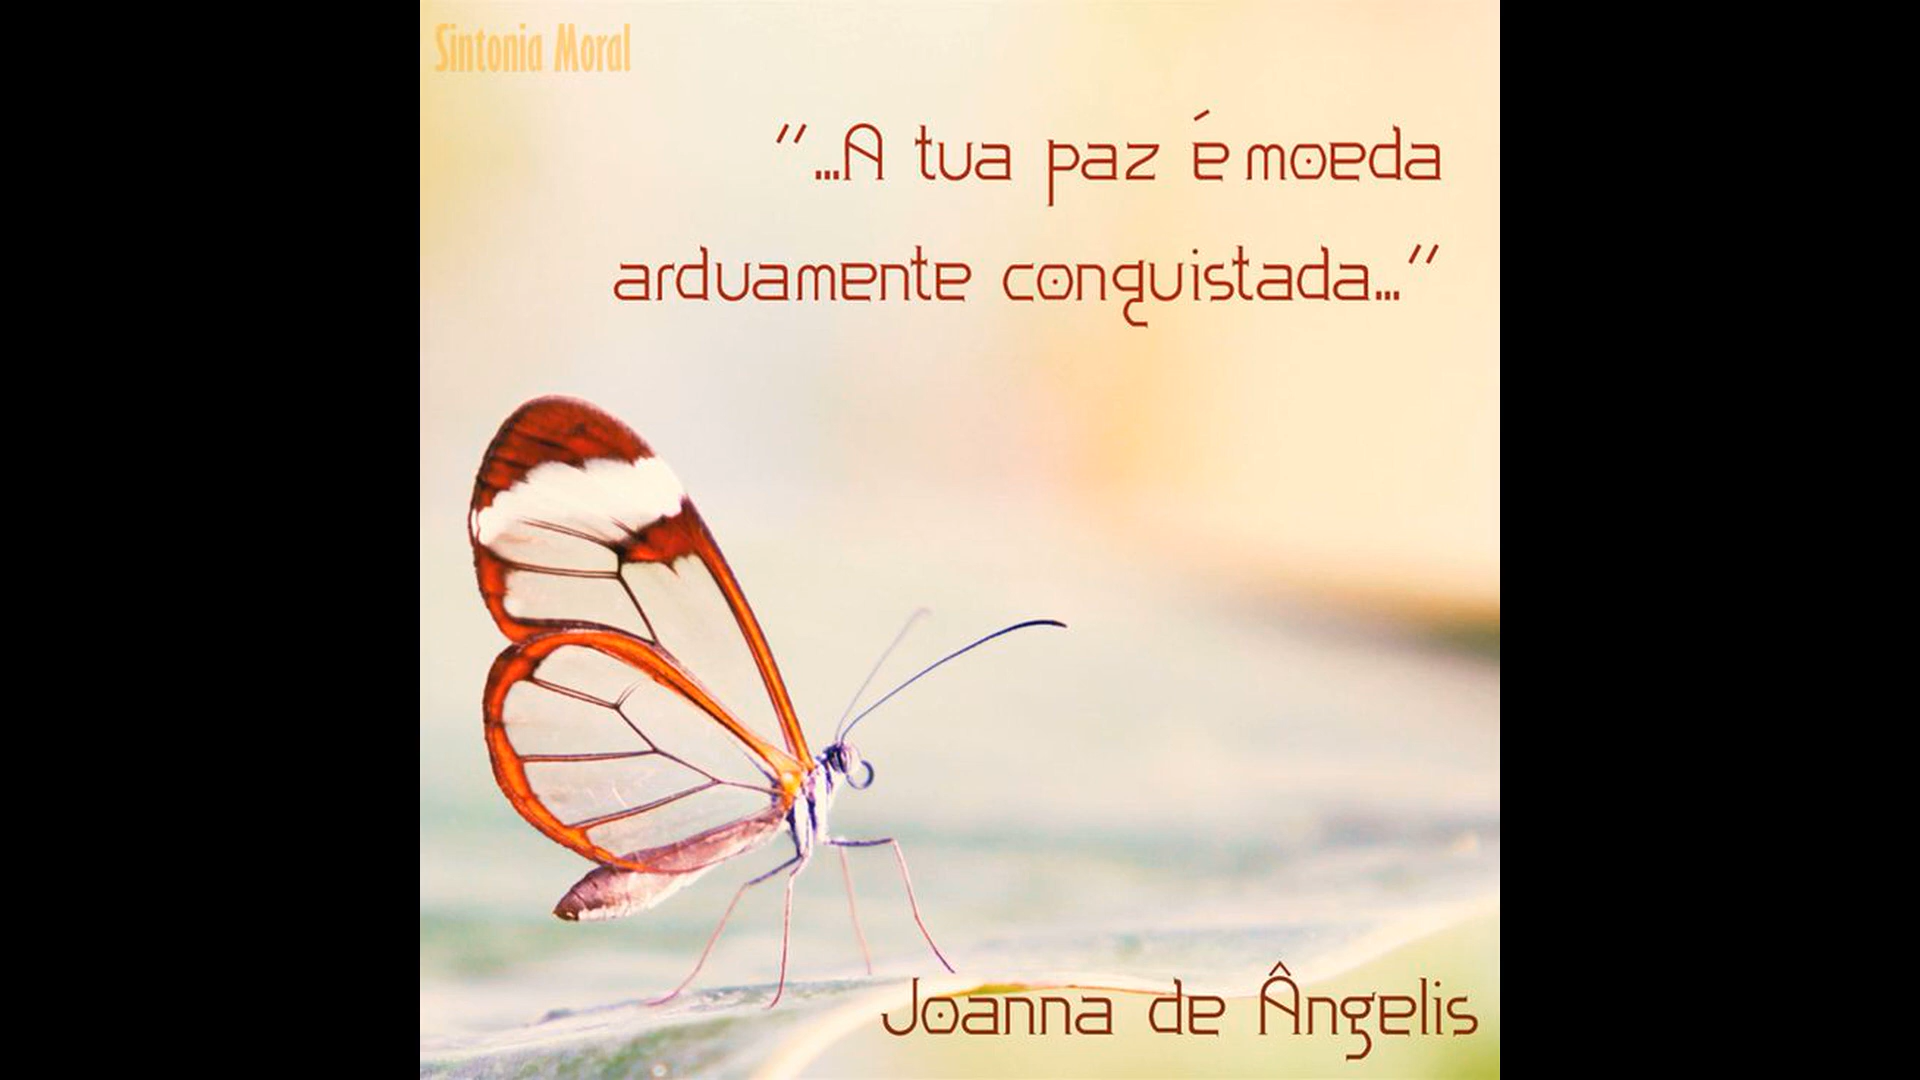 Sintonia Moral
"...A tua paz é moeda
arduamente conquistada..."
Joanna de Ângelis